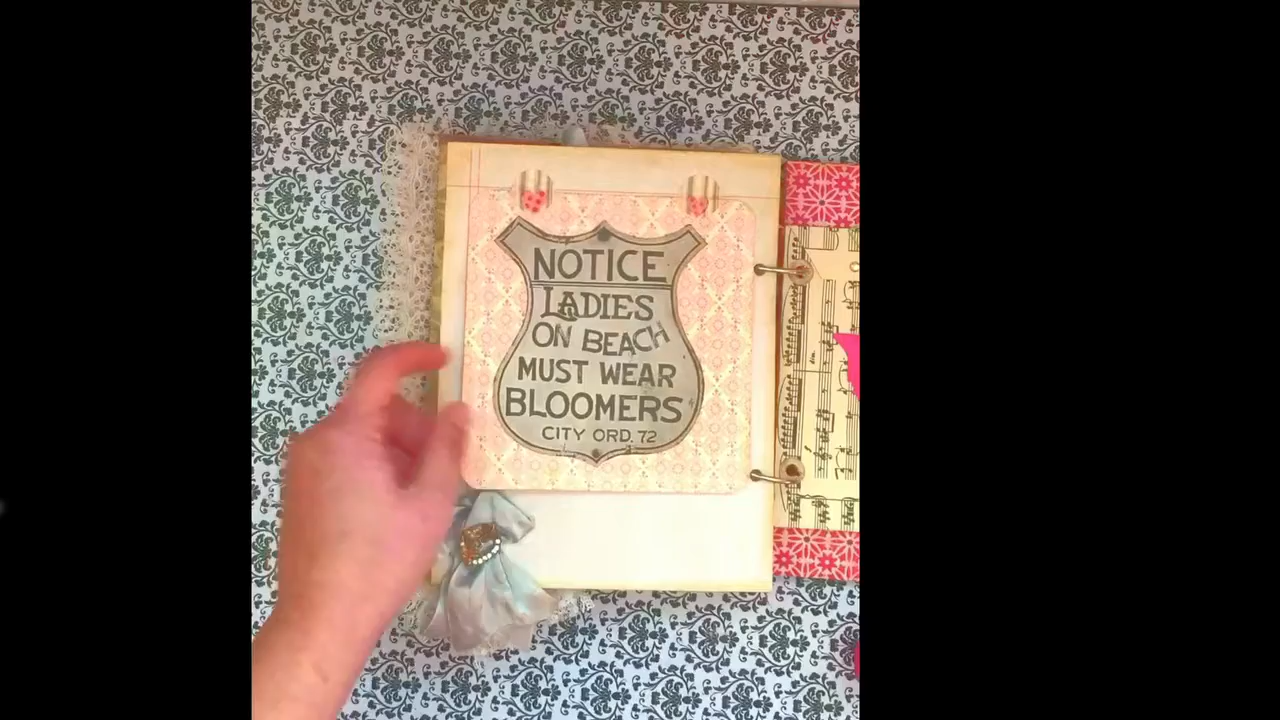 NOTICE
LADIES
ON BEACH
MUST WEAR
BLOOMERS
CITY ORD. 72